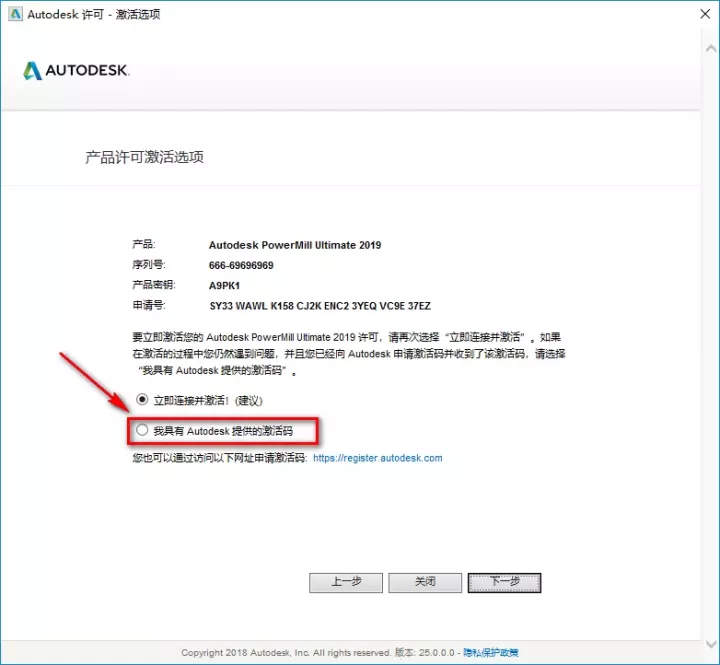 Autodesk 许可 - 激活选项
AUTODESK.
产品许可激活选项
产品: Autodesk PowerMill Ultimate 2019
序列号: 666-69696969
产品密钥: A9PK1
申请号: SY33 WAWL K158 CJ2K ENC2 3YEQ VC9E 37EZ
要立即激活您的 Autodesk PowerMill Ultimate 2019 许可，请再次选择“立即连接并激活”。如果
在激活的过程中您仍然遇到问题，并且您已经向 Autodesk 申请激活码并收到了该激活码，请选择
“我具有 Autodesk 提供的激活码”。
立即连接并激活！(建议)
我具有 Autodesk 提供的激活码
您也可以通过访问以下网址申请激活码: https://register.autodesk.com
上一步 关闭 下一步
Copyright 2018 Autodesk, Inc. All rights reserved. 版本: 25.0.0.0 - 隐私保护政策